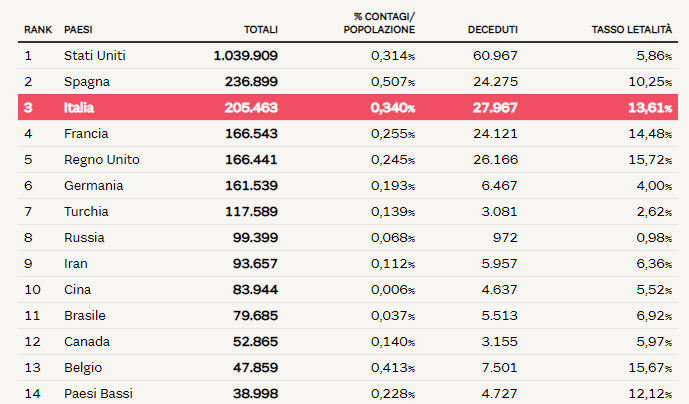 % CONTAGI/
RANK PAESI TOTALI POPOLAZIONE DECEDUTI TASSO LETALITÀ
1 Stati Uniti 1.039.909 0,314% 60.967 5,86%
2 Spagna 236.899 0,507% 24.275 10,25%
3 Italia 205.463 0,340% 27.967 13,61%
4 Francia 166.543 0,255% 24.121 14,48%
5 Regno Unito 166.441 0,245% 26.166 15,72%
6 Germania 161.539 0,193% 6.467 4,00%
7 Turchia 117.589 0,139% 3.081 2,62%
8 Russia 99.399 0,068% 972 0,98%
9 Iran 93.657 0,112% 5.957 6,36%
10 Cina 83.944 0,006% 4.637 5,52%
11 Brasile 79.685 0,037% 5.513 6,92%
12 Canada 52.865 0,140% 3.155 5,97%
13 Belgio 47.859 0,413% 7.501 15,67%
14 Paesi Bassi 38.998 0,228% 4.727 12,12%